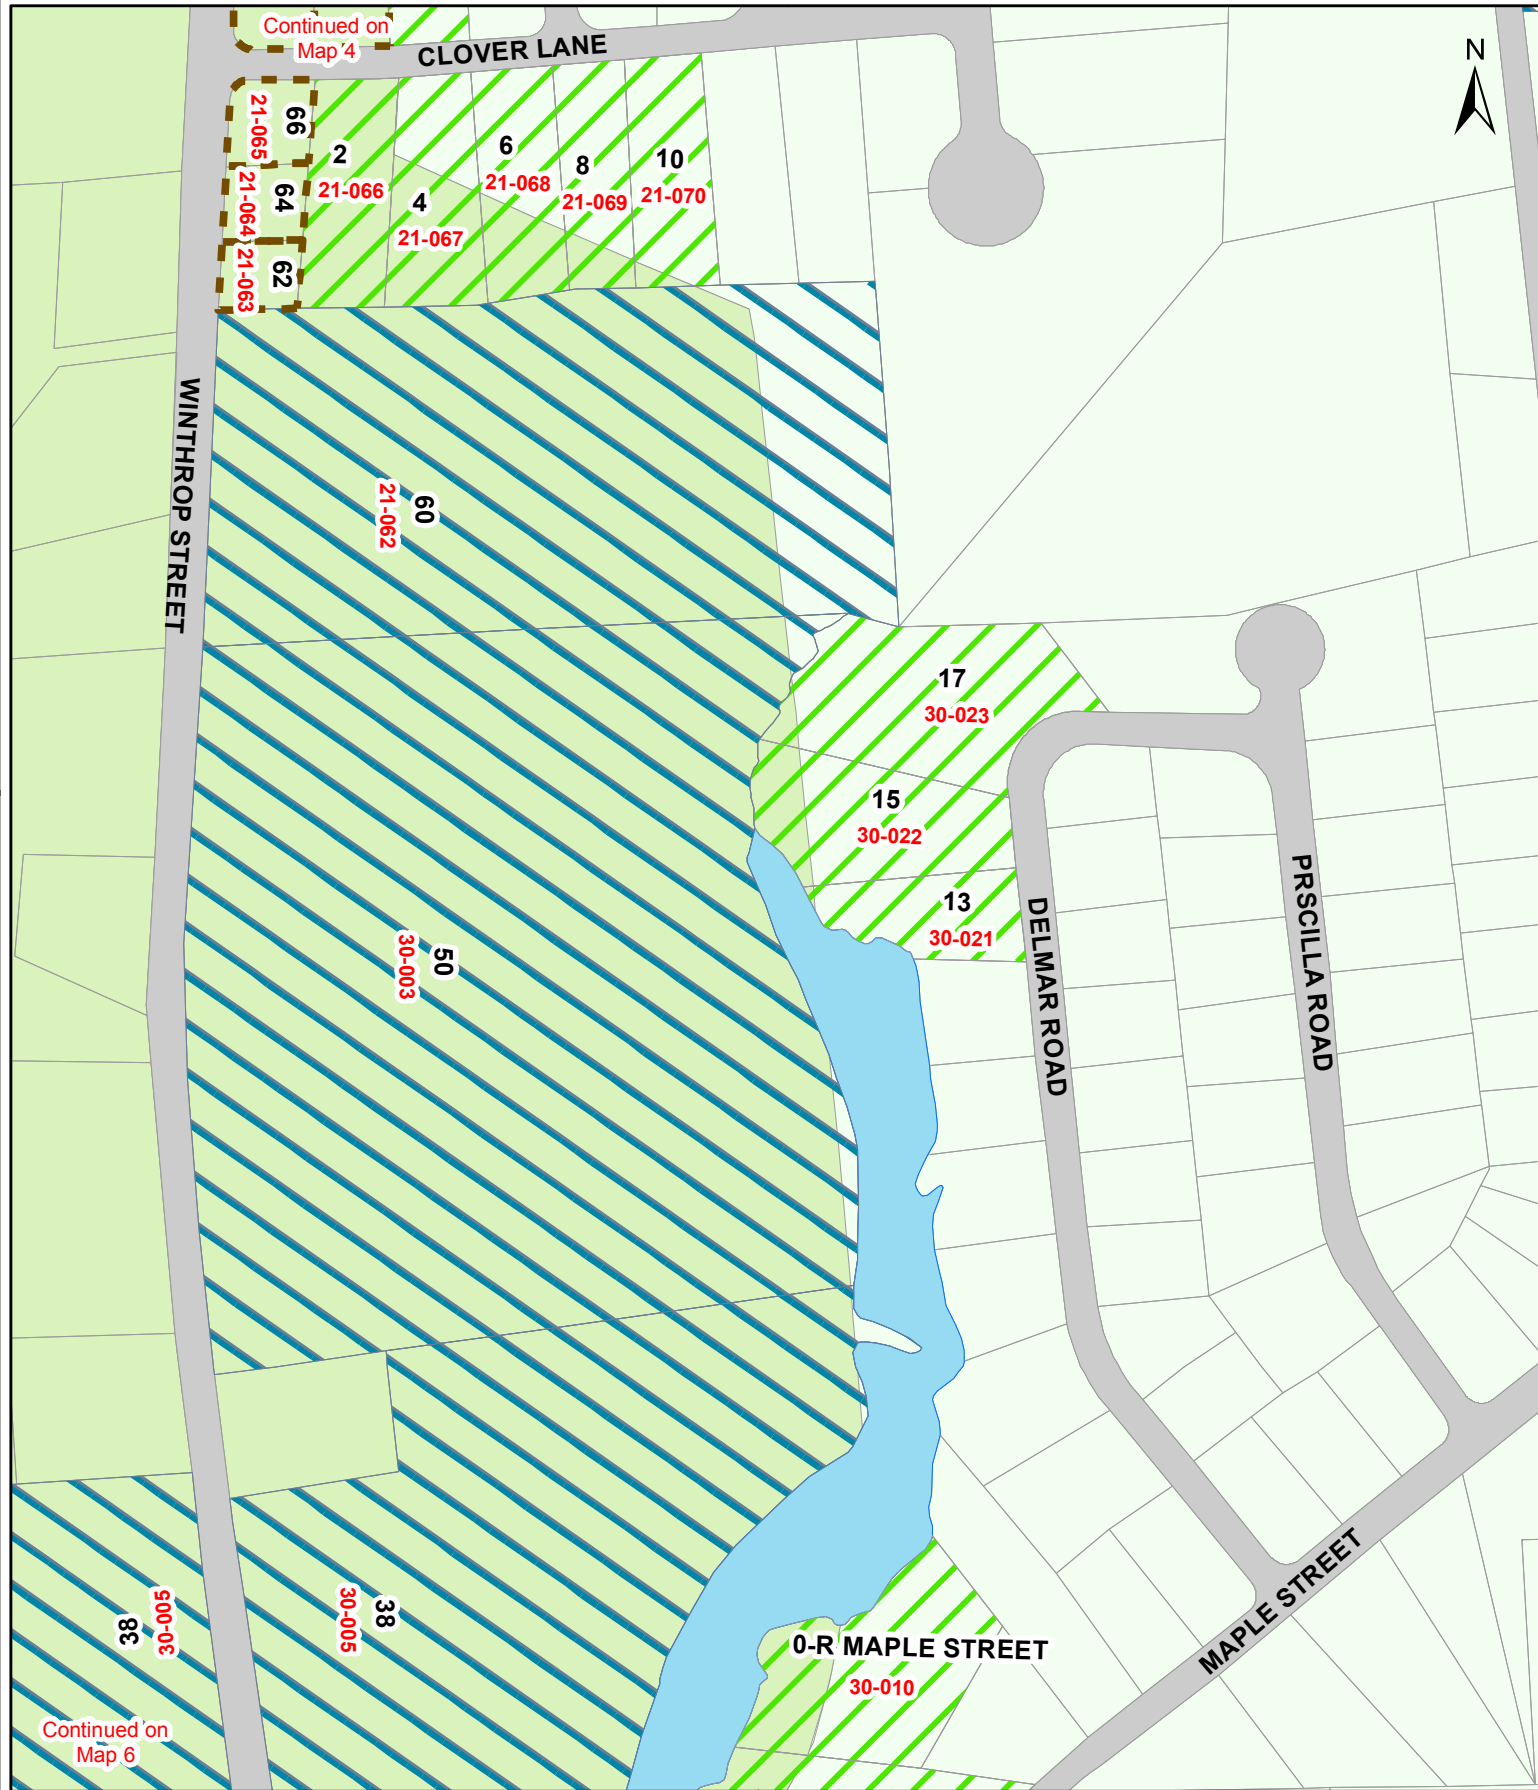 Continued on
Map 4
CLOVER LANE
N
66
21-065
64
21-064
62
21-063
2
21-066
4
21-067
6
21-068
8
21-069
10
21-070
WINTHROP STREET
60
21-062
17
30-023
15
30-022
13
30-021
50
30-003
DELMAR ROAD
PRSCILLA ROAD
MAPLE STREET
38
30-005
38
30-005
0-R MAPLE STREET
30-010
Continued on
Map 6